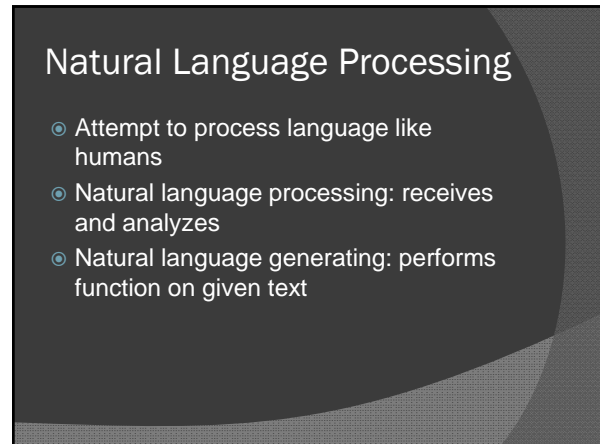 Natural Language Processing
Attempt to process language like
humans
Natural language processing: receives
and analyzes
Natural language generating: performs
function on given text